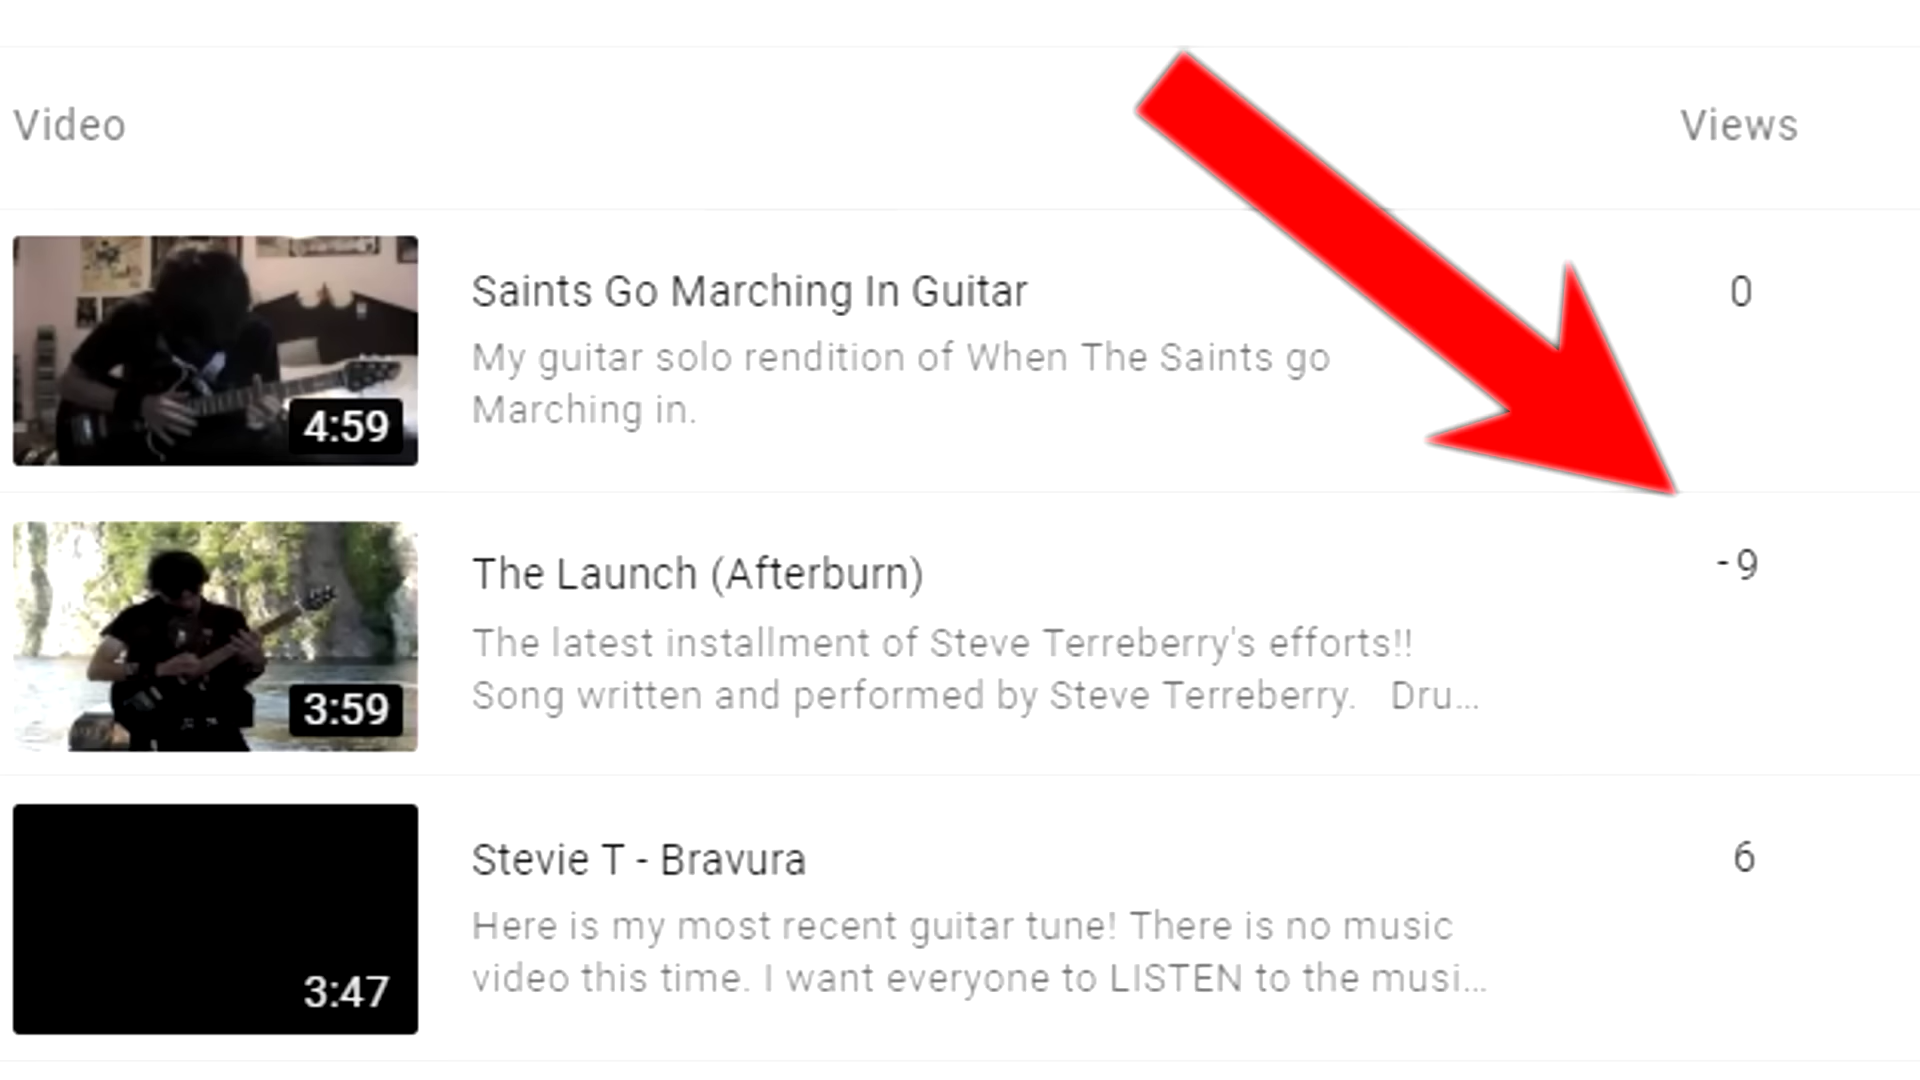 Video Views
4:59
Saints Go Marching In Guitar 0
My guitar solo rendition of When The Saints go
Marching in.
3:59
The Launch (Afterburn) -9
The latest installment of Steve Terreberry's efforts!!
Song written and performed by Steve Terreberry. Dru...
3:47
Stevie T - Bravura 6
Here is my most recent guitar tune! There is no music
video this time. I want everyone to LISTEN to the musi...